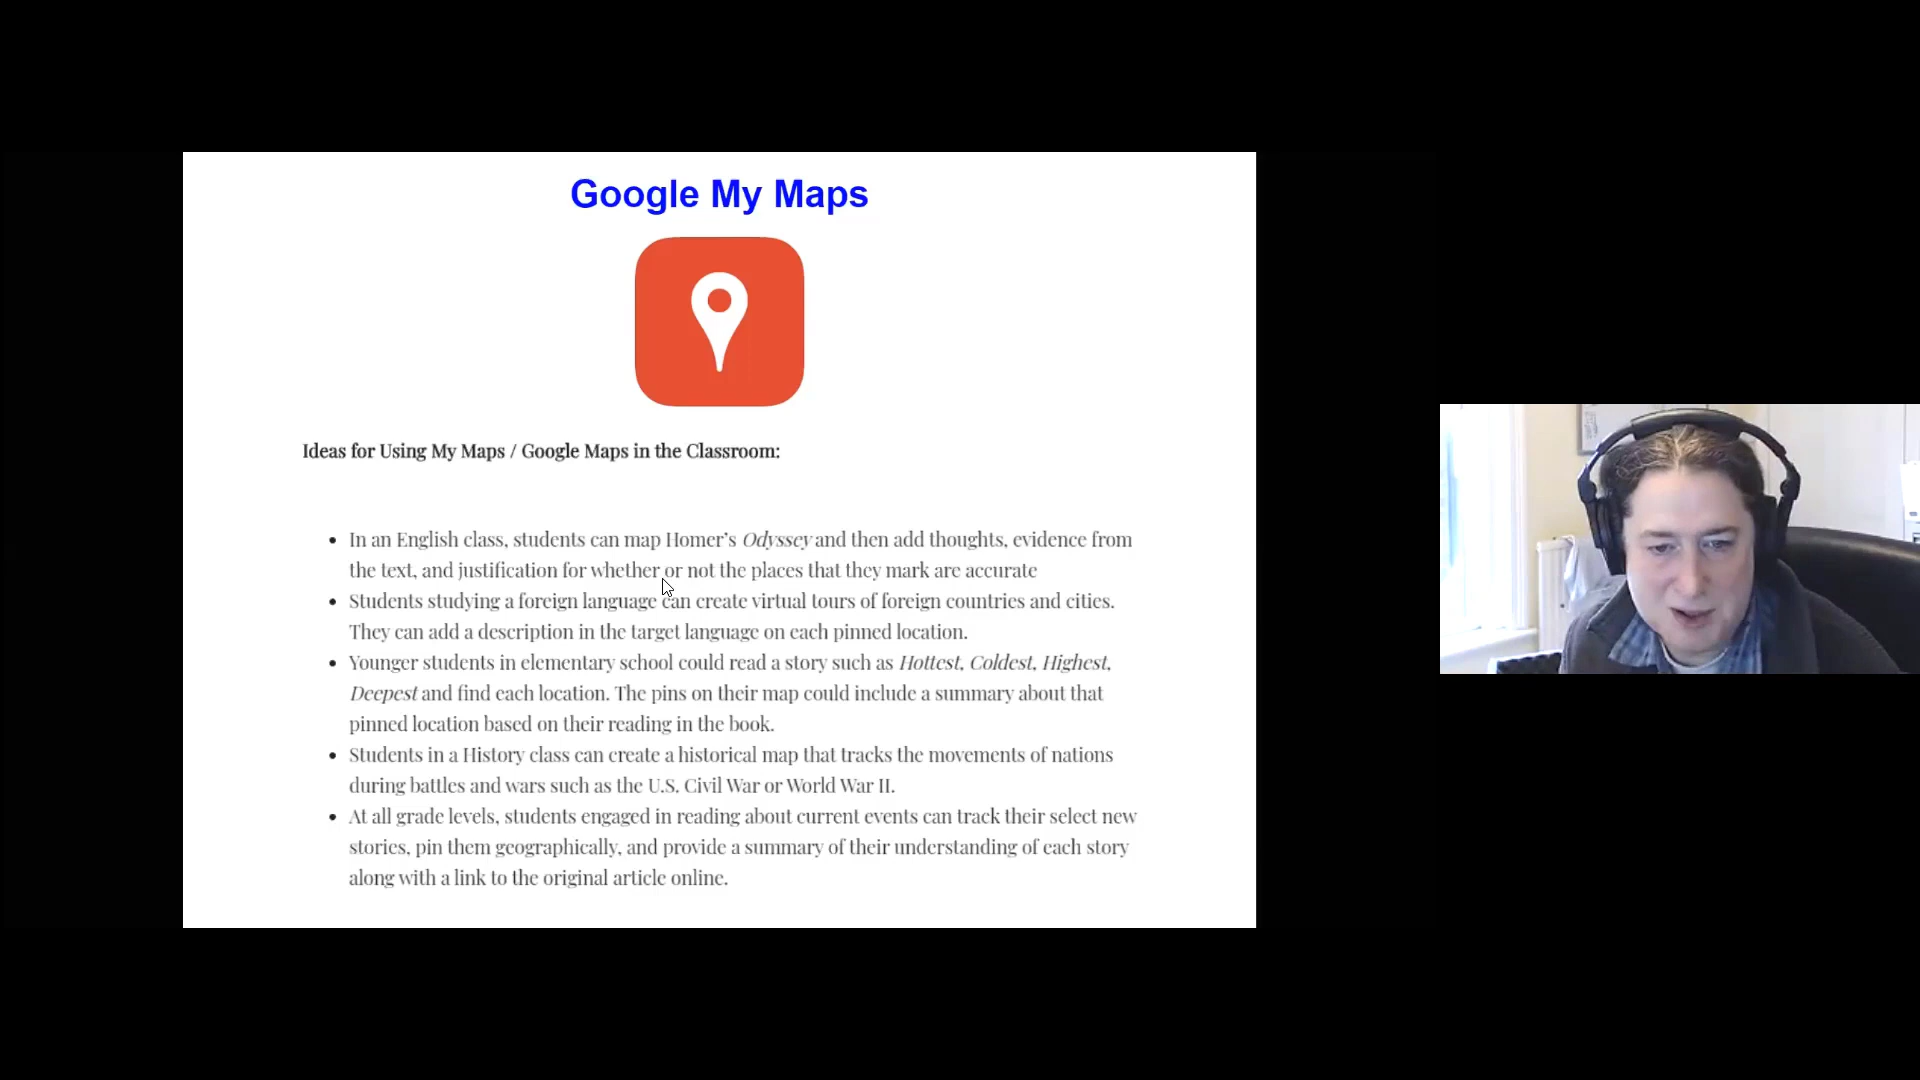 Google My Maps
Ideas for Using My Maps / Google Maps in the Classroom:
In an English class, students can map Homer’s Odyssey and then add thoughts, evidence from
the text, and justification for whether or not the places that they mark are accurate
Students studying a foreign language can create virtual tours of foreign countries and cities.
They can add a description in the target language on each pinned location.
Younger students in elementary school could read a story such as Hottest, Coldest, Highest,
Deepest and find each location. The pins on their map could include a summary about that
pinned location based on their reading in the book.
Students in a History class can create a historical map that tracks the movements of nations
during battles and wars such as the U.S. Civil War or World War II.
At all grade levels, students engaged in reading about current events can track their select new
stories, pin them geographically, and provide a summary of their understanding of each story
along with a link to the original article online.